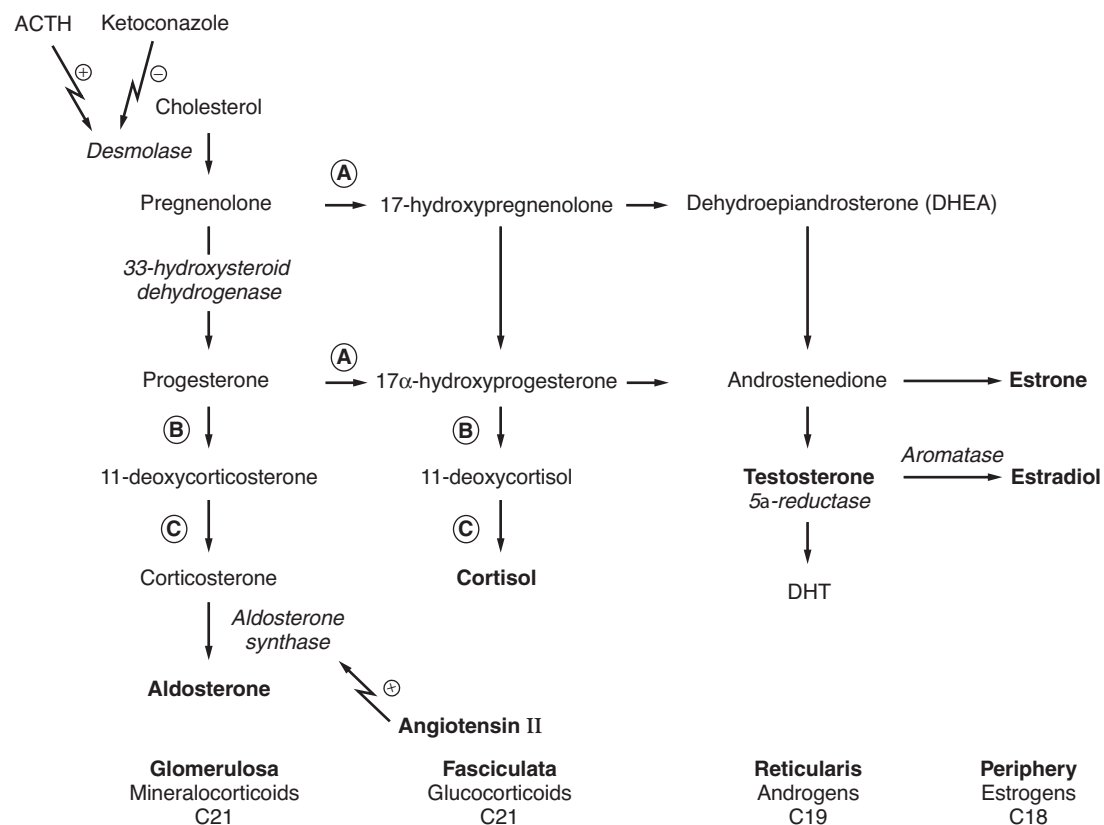 ACTH
Ketoconazole
+
−
Cholesterol
Desmolase
A
Pregnenolone
17-hydroxypregnenolone
Dehydroepiandrosterone (DHEA)
33-hydroxysteroid
dehydrogenase
A
Progesterone
17α-hydroxyprogesterone
Androstenedione
Estrone
B
B
11-deoxycorticosterone
11-deoxycortisol
Testosterone
5a-reductase
Aromatase
Estradiol
C
C
Corticosterone
Cortisol
DHT
Aldosterone
synthase
Aldosterone
+
Angiotensin II
Glomerulosa
Mineralocorticoids
C21
Fasciculata
Glucocorticoids
C21
Reticularis
Androgens
C19
Periphery
Estrogens
C18